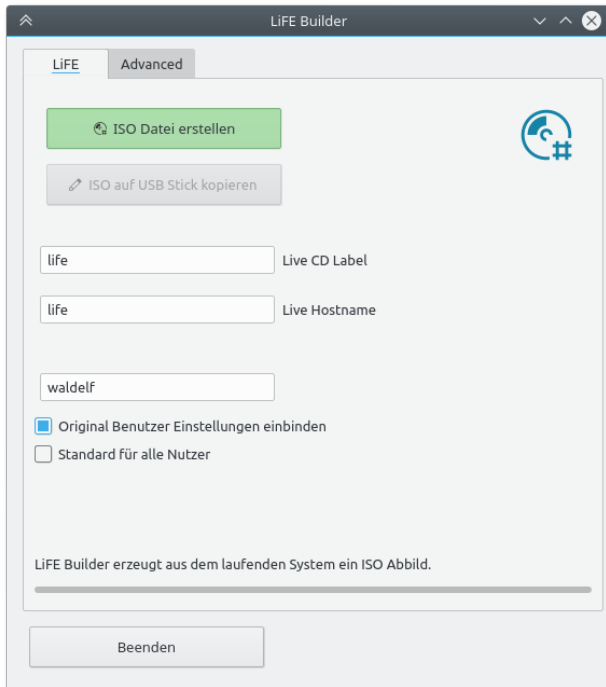 LiFE Builder
LiFE
Advanced
ISO Datei erstellen
ISO auf USB Stick kopieren
life
Live CD Label
life
Live Hostname
waldelf
Original Benutzer Einstellungen einbinden
Standard für alle Nutzer
LiFE Builder erzeugt aus dem laufenden System ein ISO Abbild.
Beenden